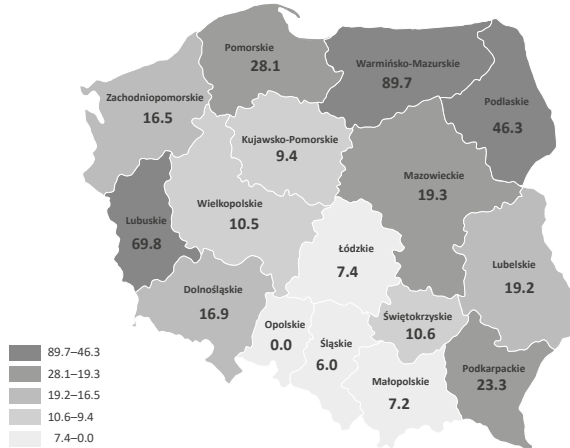 Pomorskie
28.1
Warmińsko-Mazurskie
89.7
Zachodniopomorskie
16.5
Podlaskie
46.3
Kujawsko-Pomorskie
9.4
Mazowieckie
19.3
Wielkopolskie
10.5
Lubuskie
69.8
Łódzkie
7.4
Lubelskie
19.2
Dolnośląskie
16.9
Opolskie
0.0
Śląskie
6.0
Świętokrzyskie
10.6
Małopolskie
7.2
Podkarpackie
23.3
89.7–46.3
28.1–19.3
19.2–16.5
10.6–9.4
7.4–0.0